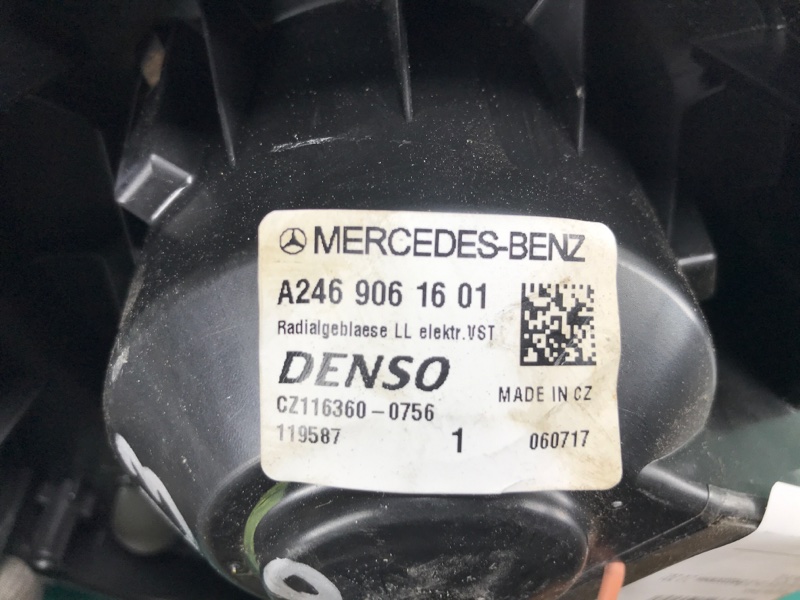 MERCEDES-BENZ
A246 906 16 01
Radialgeblaese LL elektr.VST
DENSO
MADE IN CZ
CZ116360-0756
119587 1 060717